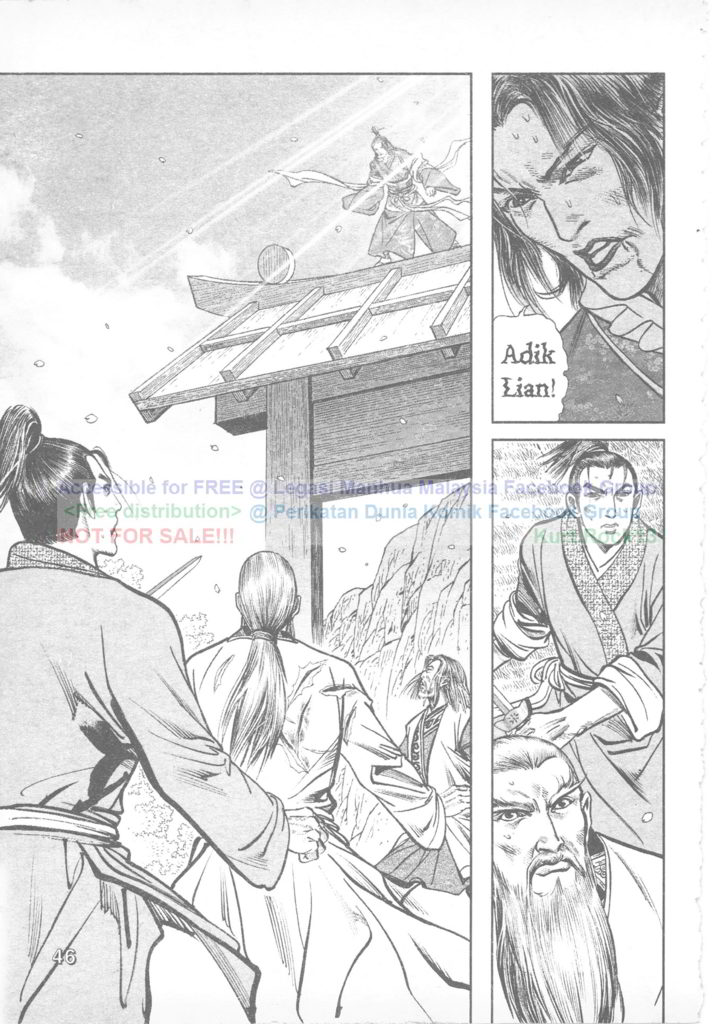 Adik
Lian!
Accessible for FREE @ Legasi Manhua Malaysia Facebook Group
<Free distribution> @ Perikatan Dunia Komik Facebook Group
NOT FOR SALE!!!
46